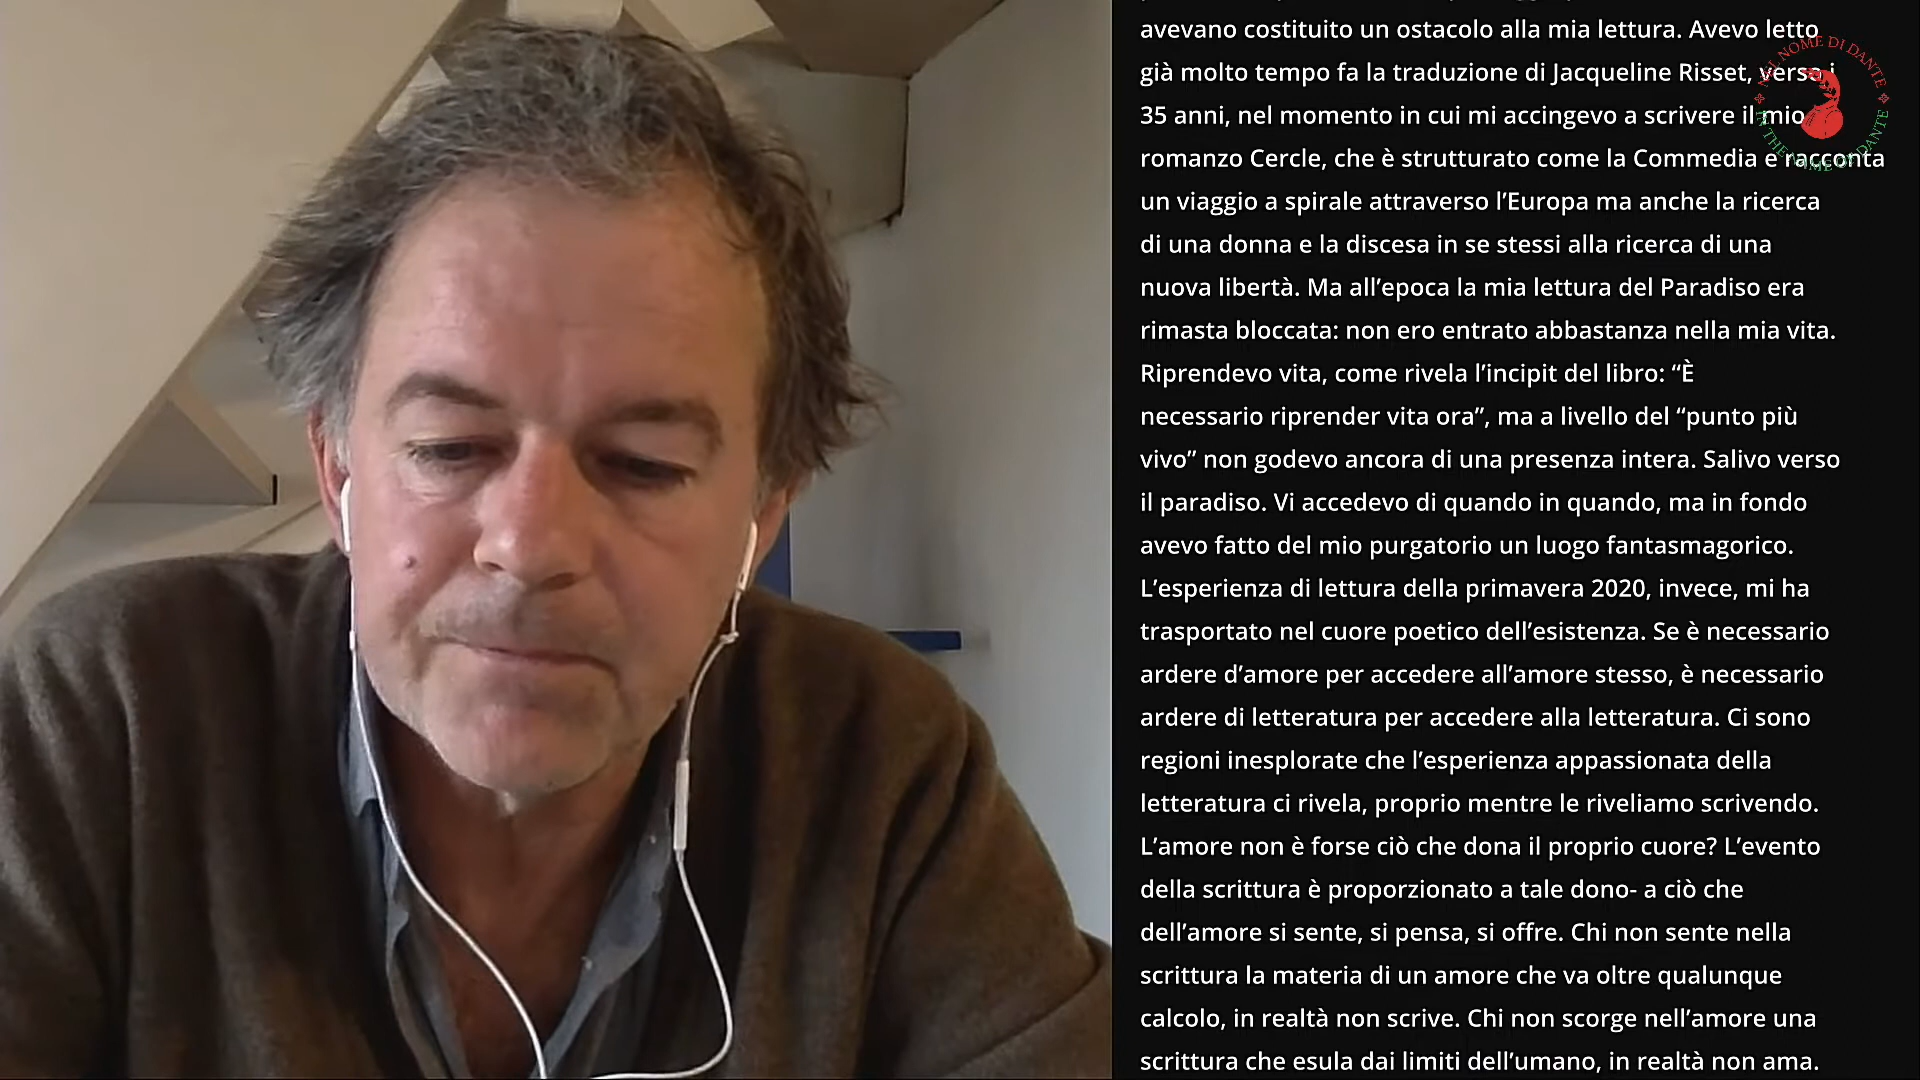 avevano costituito un ostacolo alla mia lettura. Avevo letto
già molto tempo fa la traduzione di Jacqueline Risset, verso i
35 anni, nel momento in cui mi accingevo a scrivere il mio
romanzo Cercle, che è strutturato come la Commedia e racconta
un viaggio a spirale attraverso l’Europa ma anche la ricerca
di una donna e la discesa in se stessi alla ricerca di una
nuova libertà. Ma all’epoca la mia lettura del Paradiso era
rimasta bloccata: non ero entrato abbastanza nella mia vita.
Riprendevo vita, come rivela l’incipit del libro: “È
necessario riprender vita ora”, ma a livello del “punto più
vivo” non godevo ancora di una presenza intera. Salivo verso
il paradiso. Vi accedevo di quando in quando, ma in fondo
avevo fatto del mio purgatorio un luogo fantasmagorico.
L’esperienza di lettura della primavera 2020, invece, mi ha
trasportato nel cuore poetico dell’esistenza. Se è necessario
ardere d’amore per accedere all’amore stesso, è necessario
ardere di letteratura per accedere alla letteratura. Ci sono
regioni inesplorate che l’esperienza appassionata della
letteratura ci rivela, proprio mentre le riveliamo scrivendo.
L’amore non è forse ciò che dona il proprio cuore? L’evento
della scrittura è proporzionato a tale dono- a ciò che
dell’amore si sente, si pensa, si offre. Chi non sente nella
scrittura la materia di un amore che va oltre qualunque
calcolo, in realtà non scrive. Chi non scorge nell’amore una
scrittura che esula dai limiti dell’umano, in realtà non ama.
NEL NOME DI DANTE
IN THE NAME OF DANTE